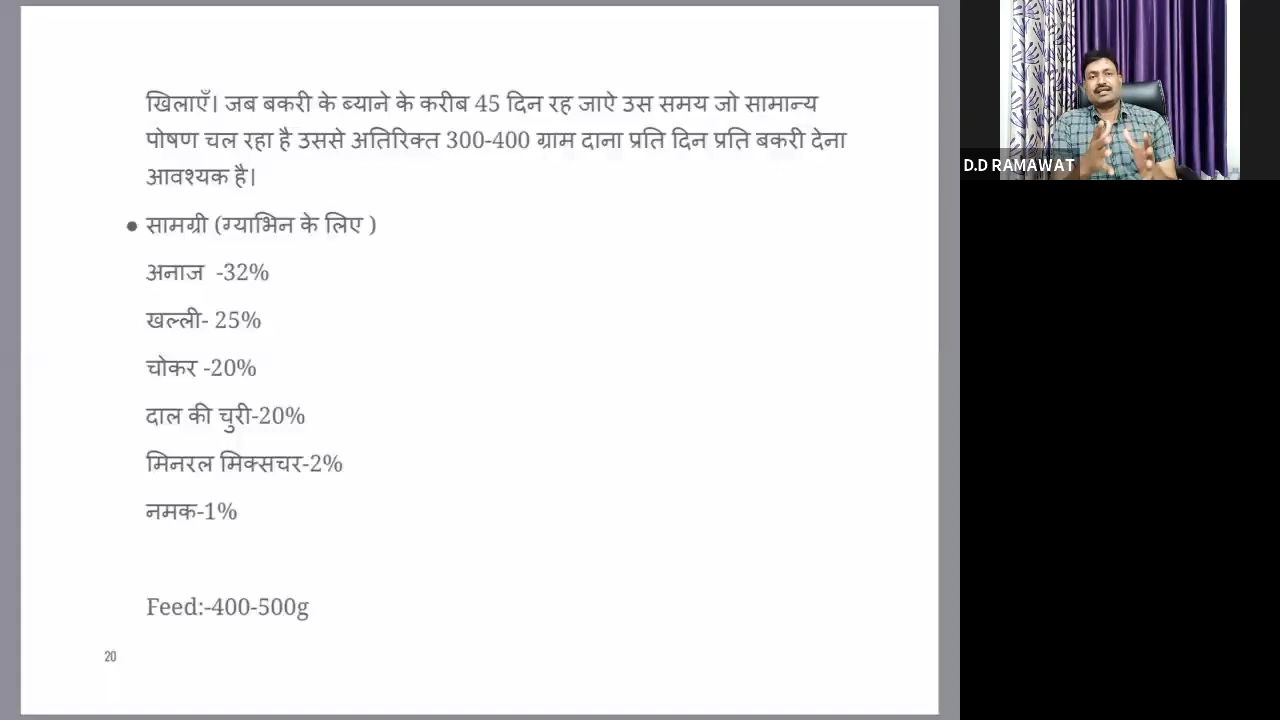 खिलाएँ। जब बकरी के ब्याने के करीब 45 दिन रह जाऐ उस समय जो सामान्य
पोषण चल रहा है उससे अतिरिक्त 300-400 ग्राम दाना प्रति दिन प्रति बकरी देना
आवश्यक है।
● सामग्री (ग्याभिन के लिए )
अनाज -32%
खल्ली- 25%
चोकर -20%
दाल की चुरी-20%
मिनरल मिक्सचर-2%
नमक-1%
Feed:-400-500g
20
D.D RAMAWAT